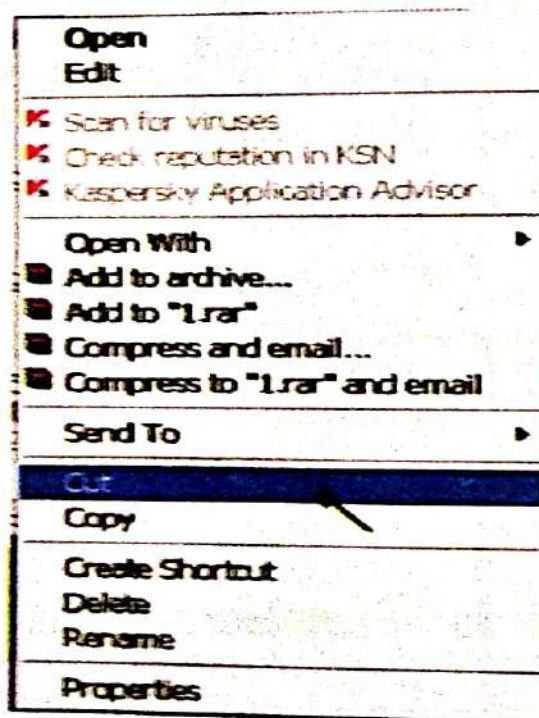 Open
Edit
Scan for viruses
Check reputation in KSN
Kaspersky Application Advisor
Open With
Add to archive...
Add to "1.rar"
Compress and email...
Compress to "1.rar" and email
Send To
Cut
Copy
Create Shortcut
Delete
Rename
Properties